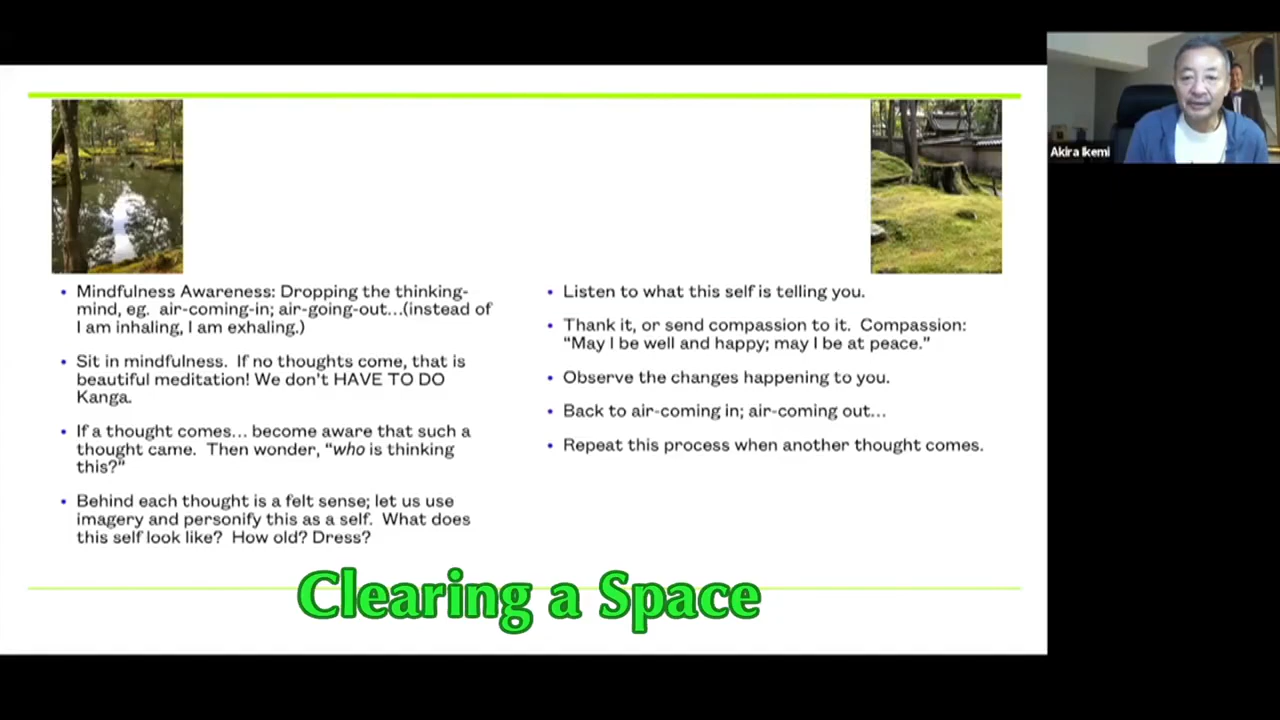 Mindfulness Awareness: Dropping the thinking-
mind, eg. air-coming-in; air-going-out...(instead of
I am inhaling, I am exhaling.)
Sit in mindfulness. If no thoughts come, that is
beautiful meditation! We don't HAVE TO DO
Kanga.
If a thought comes... become aware that such a
thought came. Then wonder, "who is thinking
this?"
Behind each thought is a felt sense; let us use
imagery and personify this as a self. What does
this self look like? How old? Dress?
Listen to what this self is telling you.
Thank it, or send compassion to it. Compassion:
"May I be well and happy; may I be at peace."
Observe the changes happening to you.
Back to air-coming in; air-coming out...
Repeat this process when another thought comes.
Clearing a Space
Akira Ikemi